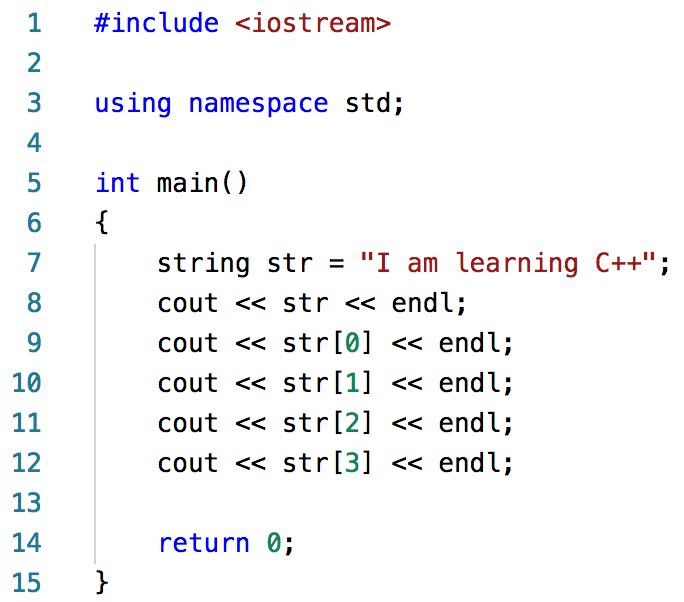 1 #include <iostream>
2
3 using namespace std;
4
5 int main()
6 {
7     string str = "I am learning C++";
8     cout << str << endl;
9     cout << str[0] << endl;
10     cout << str[1] << endl;
11     cout << str[2] << endl;
12     cout << str[3] << endl;
13
14     return 0;
15 }